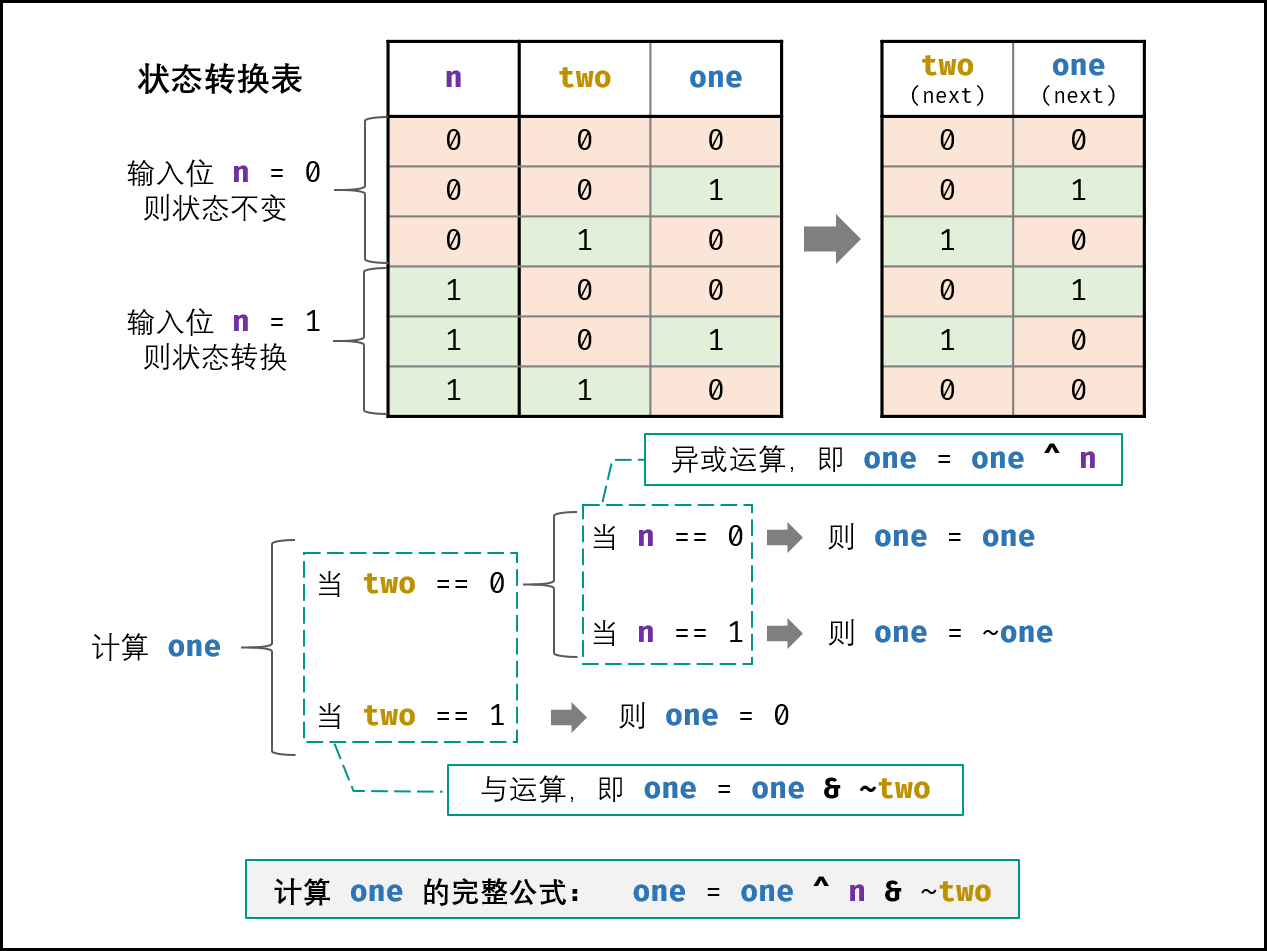 状态转换表
n two one
two one
(next) (next)
输入位 n = 0
则状态不变
输入位 n = 1
则状态转换
0 0 0 0 0
0 0 1 0 1
0 1 0 1 0
1 0 0 0 1
1 0 1 1 0
1 1 0 0 0
异或运算，即 one = one ^ n
当 n == 0 则 one = one
当 two == 0
当 n == 1 则 one = ~one
计算 one
当 two == 1 则 one = 0
与运算，即 one = one & ~two
计算 one 的完整公式： one = one ^ n & ~two